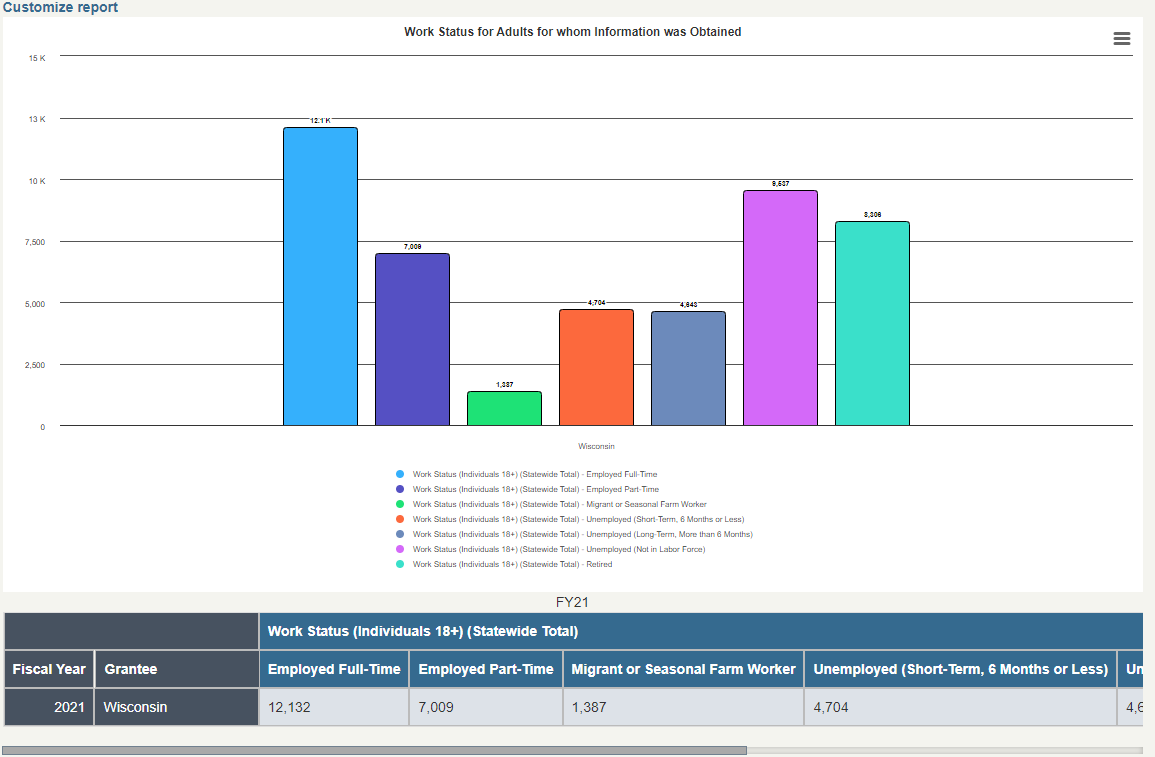 Customize report
Work Status for Adults for whom Information was Obtained
15 K
13 K
10 K
7,500
5,000
2,500
0
12.1 K
7,009
1,387
4,704
Wisconsin
Work Status (Individuals 18+) (Statewide Total) - Employed Full-Time
Work Status (Individuals 18+) (Statewide Total) - Employed Part-Time
Work Status (Individuals 18+) (Statewide Total) - Migrant or Seasonal Farm Worker
Work Status (Individuals 18+) (Statewide Total) - Unemployed (Short-Term, 6 Months or Less)
Work Status (Individuals 18+) (Statewide Total) - Unemployed (Long-Term, More than 6 Months)
Work Status (Individuals 18+) (Statewide Total) - Unemployed (Not in Labor Force)
Work Status (Individuals 18+) (Statewide Total) - Retired
FY21
Work Status (Individuals 18+) (Statewide Total)
Fiscal Year Grantee Employed Full-Time Employed Part-Time Migrant or Seasonal Farm Worker Unemployed (Short-Term, 6 Months or Less) Un
2021 Wisconsin 12,132 7,009 1,387 4,704 4,6